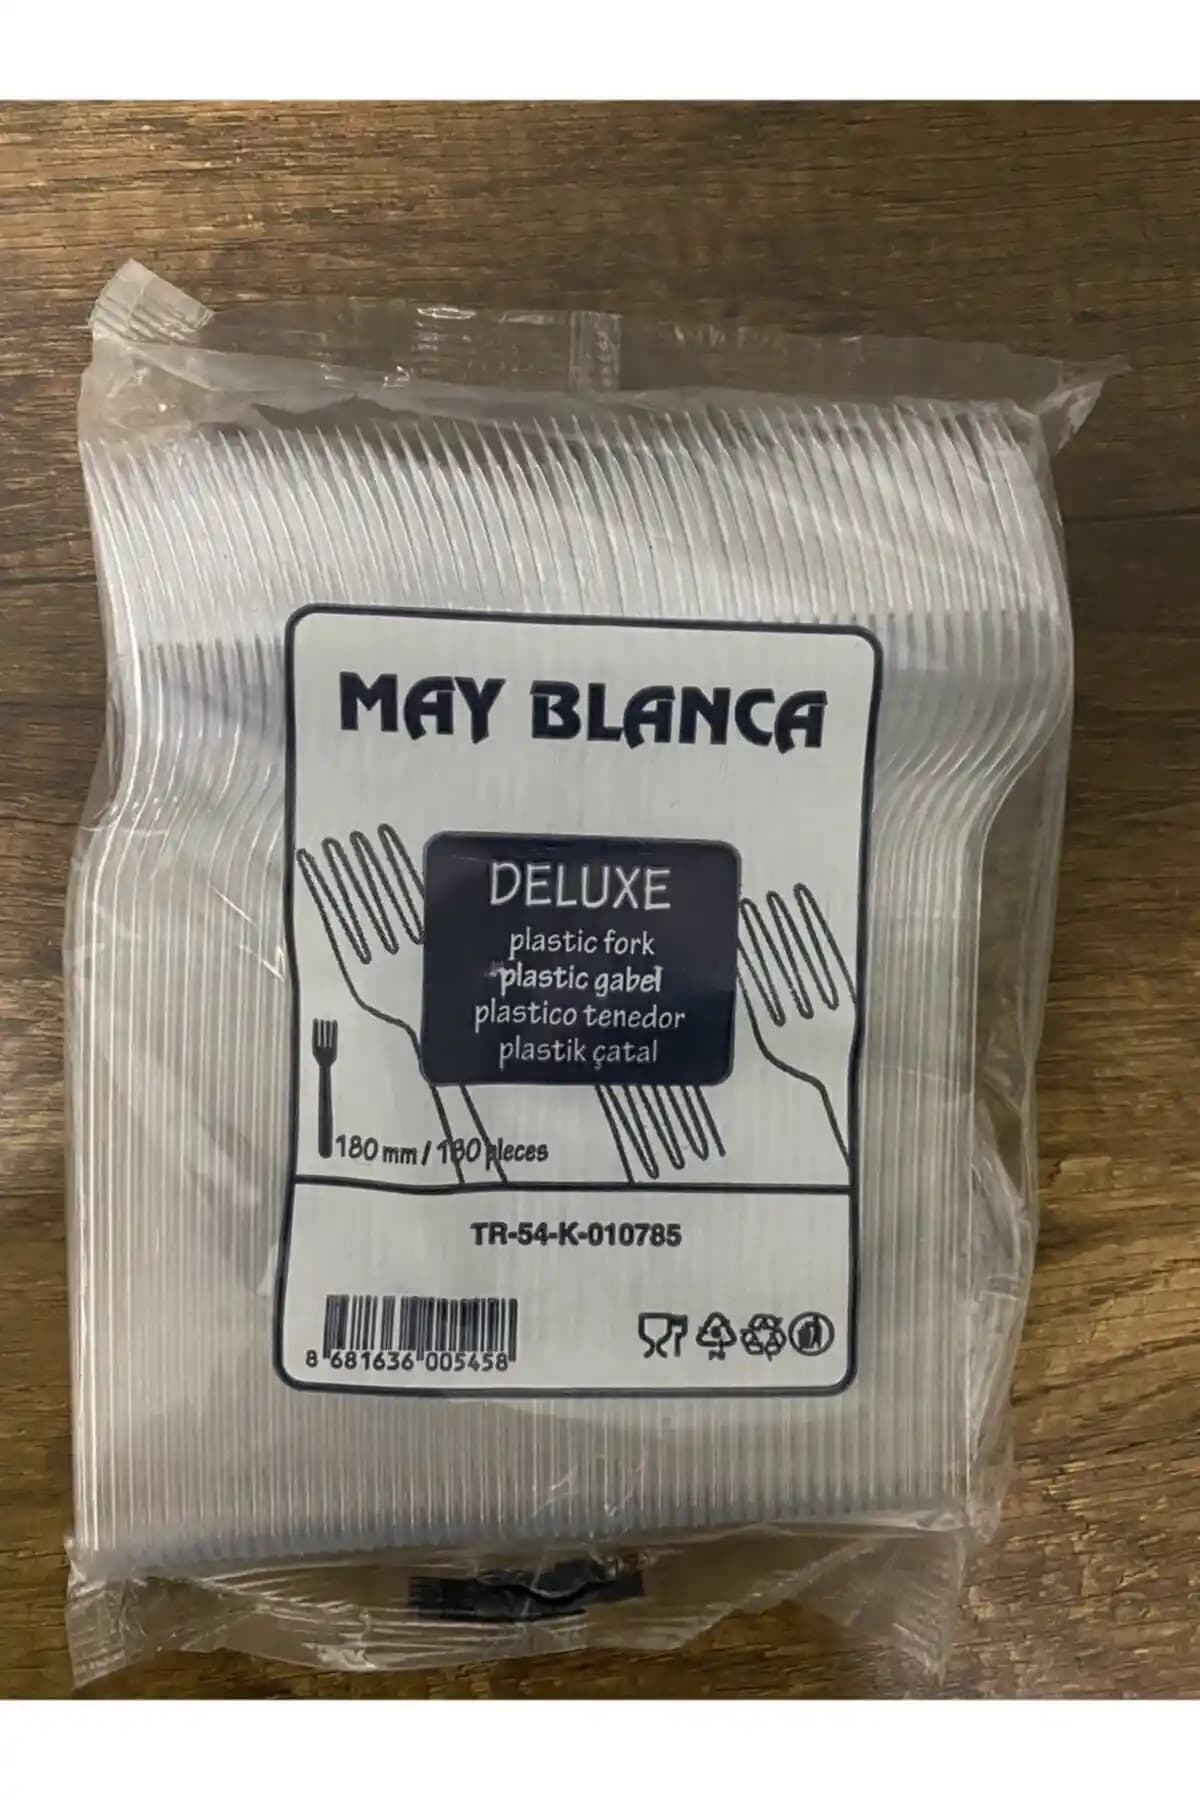 MAY BLANCA
DELUXE
plastic fork
plastic gabel
plastico tenedor
plastik çatal
180 mm / pieces
TR-54-K-010785
8 681636 005458